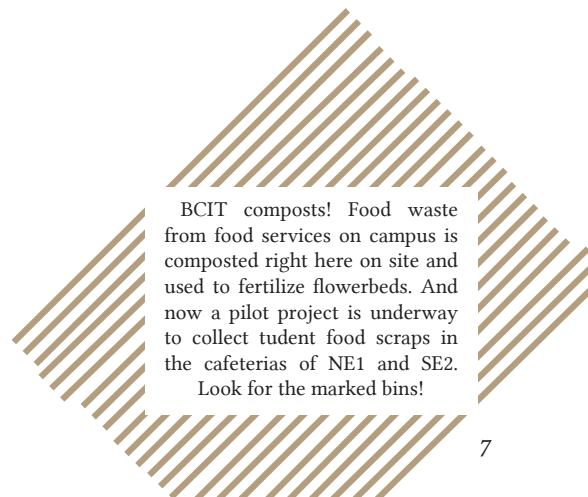 BCIT composts! Food waste
from food services on campus is
composted right here on site and
used to fertilize flowerbeds. And
now a pilot project is underway
to collect tudent food scraps in
the cafeterias of NE1 and SE2.
Look for the marked bins!
7